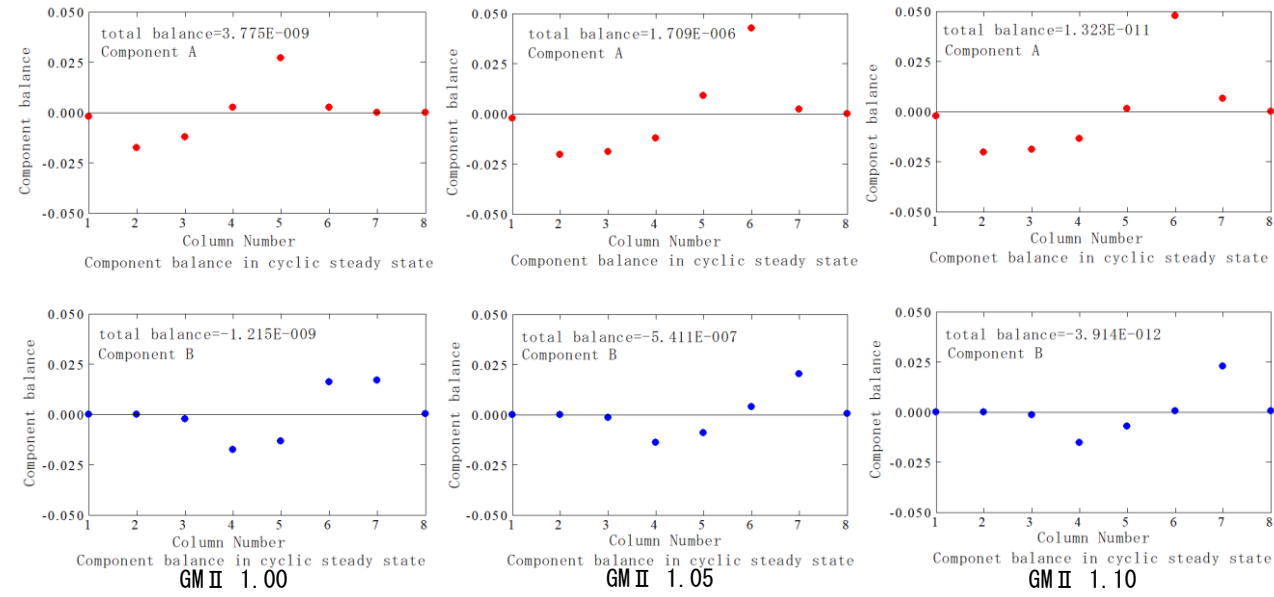 0.050
0.025
0.000
-0.025
-0.050
Component balance
total balance=3.775E-009
Component A
1 2 3 4 5 6 7 8
Column Number
Component balance in cyclic steady state
0.050
0.025
0.000
-0.025
-0.050
Component balance
total balance=1.709E-006
Component A
1 2 3 4 5 6 7 8
Column Number
Component balance in cyclic steady state
0.050
0.025
0.000
-0.025
-0.050
Componet balance
total balance=1.323E-011
Component A
1 2 3 4 5 6 7 8
Column Number
Componet balance in cyclic steady state
0.050
0.025
0.000
-0.025
-0.050
Component balance
total balance=-1.215E-009
Component B
1 2 3 4 5 6 7 8
Column Number
Component balance in cyclic steady state
GMⅡ 1.00
0.050
0.025
0.000
-0.025
-0.050
Component balance
total balance=-5.411E-007
Component B
1 2 3 4 5 6 7 8
Column Number
Component balance in cyclic steady state
GMⅡ 1.05
0.050
0.025
0.000
-0.025
-0.050
Componet balance
total balance=-3.914E-012
Component B
1 2 3 4 5 6 7 8
Column Number
Componet balance in cyclic steady state
GMⅡ 1.10